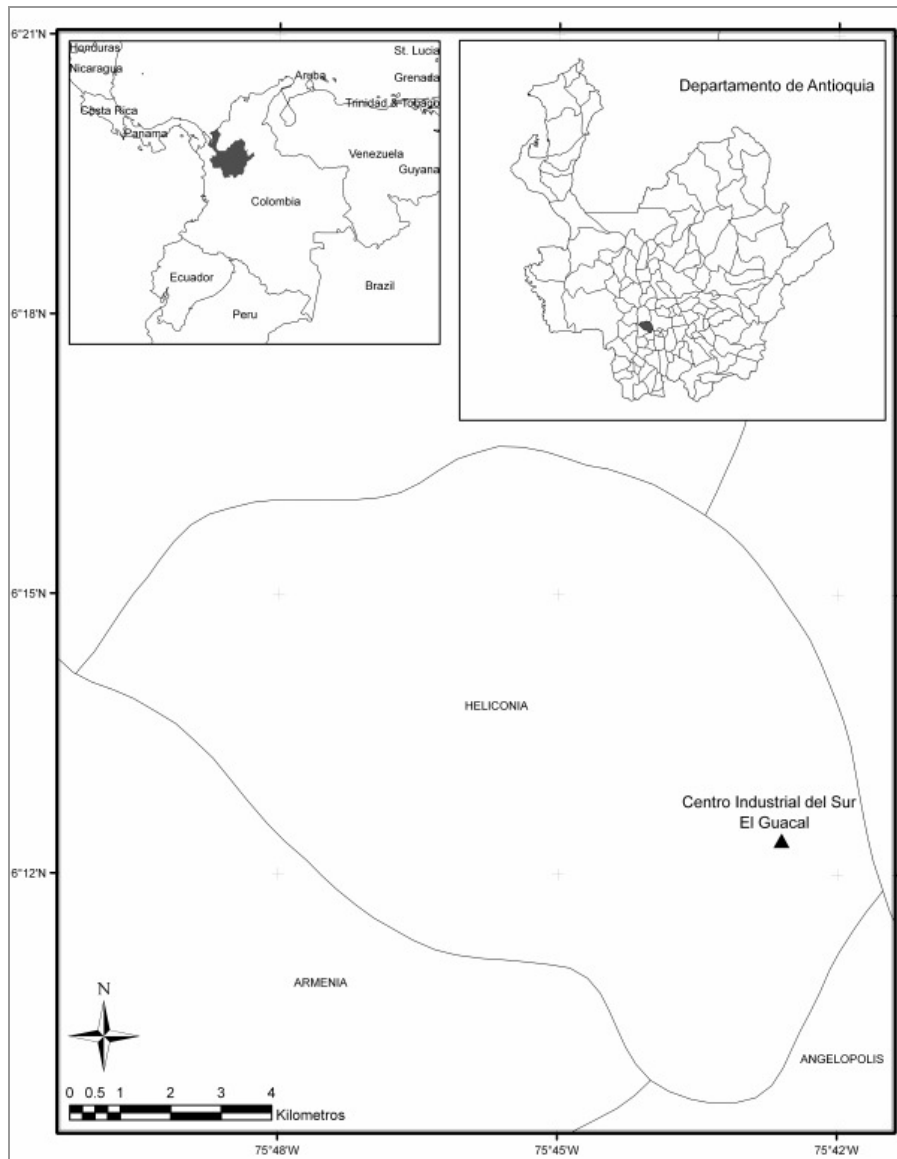 6°21'N
Honduras
St. Lucia
Nicaragua
Aruba
Grenada
Costa Rica
Trinidad & Tobago
Panama
Venezuela
Guyana
Colombia
Ecuador
Brazil
Peru
Departamento de Antioquia
6°18'N
6°15'N
HELICONIA
Centro Industrial del Sur
El Guacal
6°12'N
ARMENIA
N
ANGELOPOLIS
0 0.5 1 2 3 4
Kilometros
75°48'W 75°45'W 75°42'W